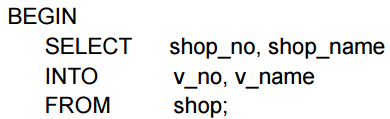 BEGIN
SELECT shop_no, shop_name
INTO v_no, v_name
FROM shop;